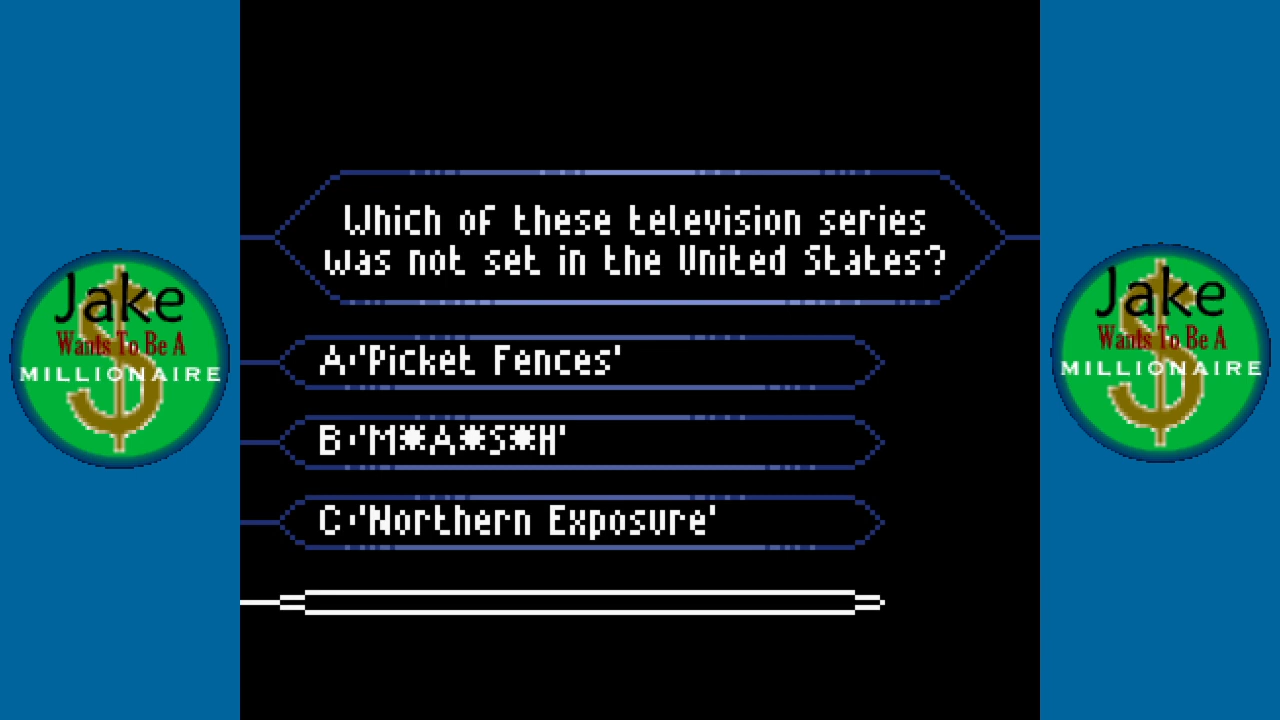 Which of these television series
was not set in the United States?
A:'Picket Fences'
B:'M*A*S*H'
C:'Northern Exposure'
Jake
Wants To Be A
MILLIONAIRE
Jake
Wants To Be A
MILLIONAIRE